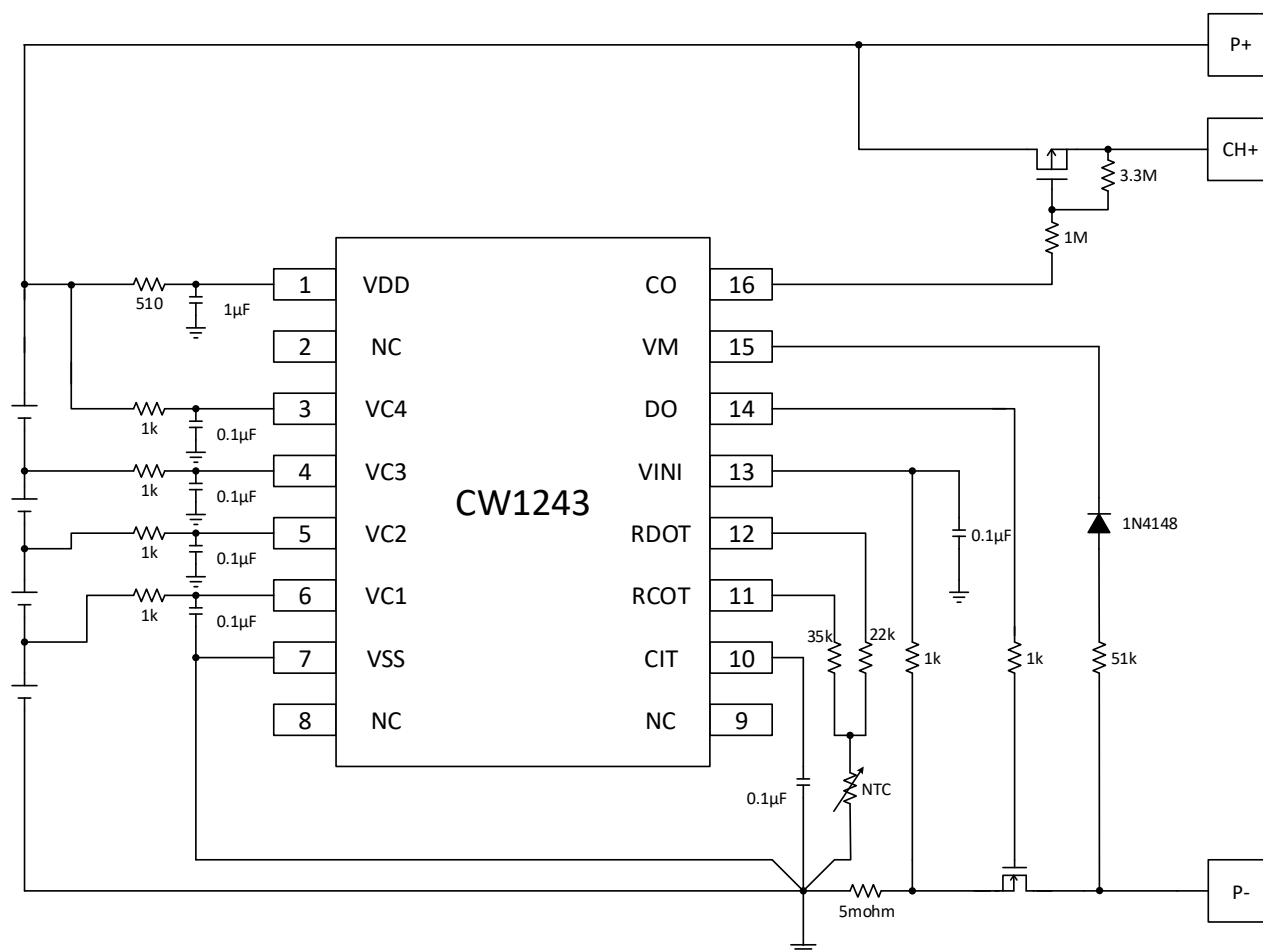 P+
CH+
3.3M
1M
1 VDD CO 16
510
1µF
2 NC VM 15
3 VC4 DO 14
1k
0.1µF
4 VC3 VINI 13
1k
0.1µF
CW1243
1N4148
5 VC2 RDOT 12
1k
0.1µF
0.1µF
6 VC1 RCOT 11
1k
0.1µF
35k
22k
7 VSS CIT 10
1k
1k
51k
8 NC NC 9
0.1µF
NTC
P-
5mohm